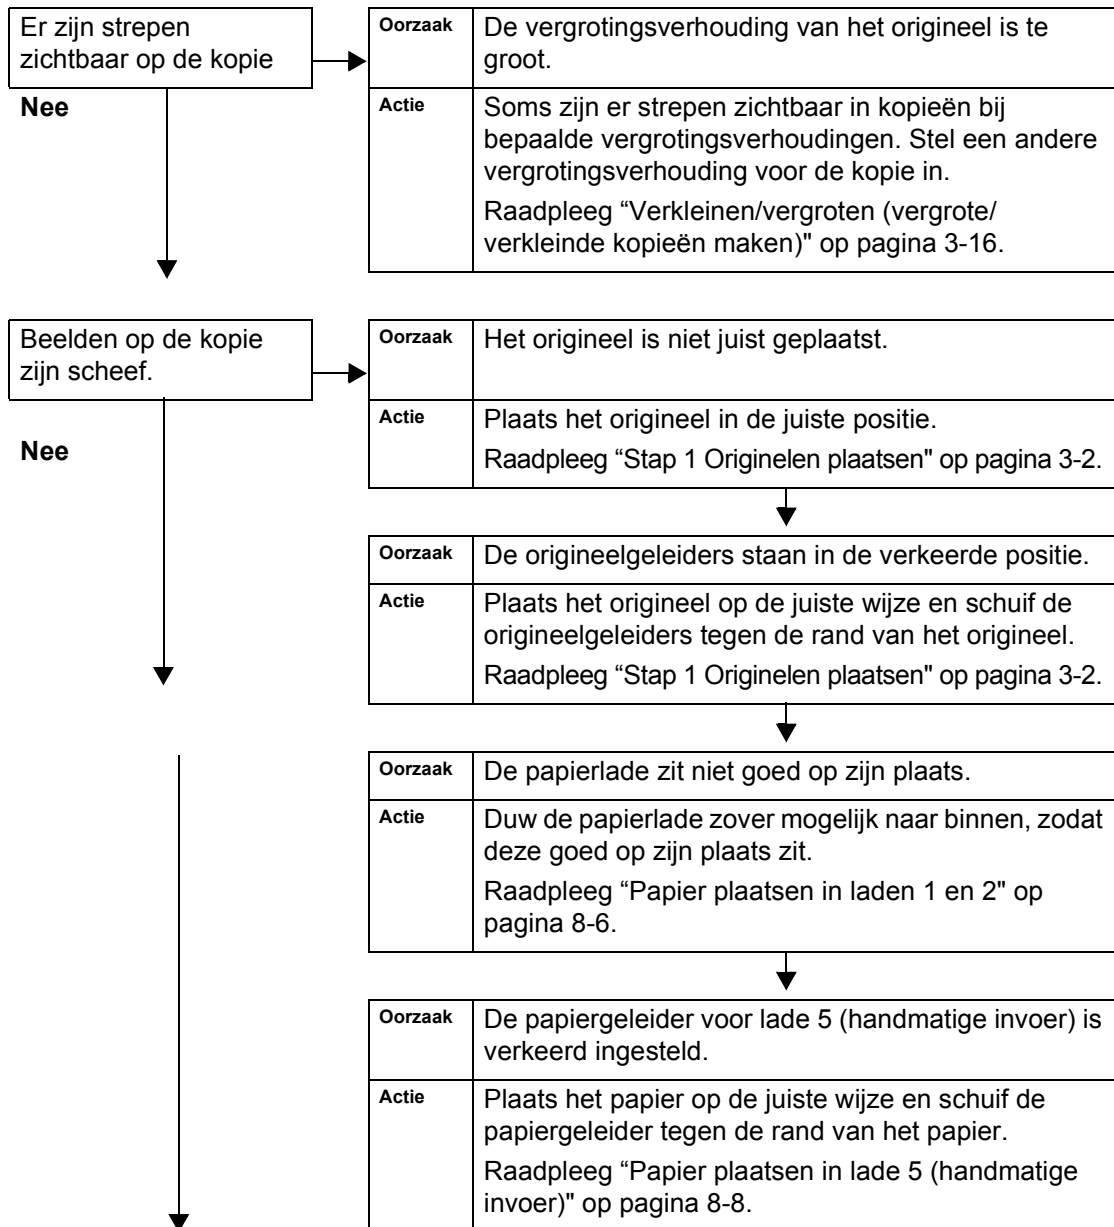 Er zijn strepen
zichtbaar op de kopie
Nee
Oorzaak De vergrotingsverhouding van het origineel is te
groot.
Actie Soms zijn er strepen zichtbaar in kopieën bij
bepaalde vergrotingsverhoudingen. Stel een andere
vergrotingsverhouding voor de kopie in.
Raadpleeg “Verkleinen/vergroten (vergrote/
verkleinde kopieën maken)" op pagina 3-16.
Beelden op de kopie
zijn scheef.
Nee
Oorzaak Het origineel is niet juist geplaatst.
Actie Plaats het origineel in de juiste positie.
Raadpleeg “Stap 1 Originelen plaatsen" op pagina 3-2.
Oorzaak De origineelgeleiders staan in de verkeerde positie.
Actie Plaats het origineel op de juiste wijze en schuif de
origineelgeleiders tegen de rand van het origineel.
Raadpleeg “Stap 1 Originelen plaatsen" op pagina 3-2.
Oorzaak De papierlade zit niet goed op zijn plaats.
Actie Duw de papierlade zover mogelijk naar binnen, zodat
deze goed op zijn plaats zit.
Raadpleeg “Papier plaatsen in laden 1 en 2" op
pagina 8-6.
Oorzaak De papiergeleider voor lade 5 (handmatige invoer) is
verkeerd ingesteld.
Actie Plaats het papier op de juiste wijze en schuif de
papiergeleider tegen de rand van het papier.
Raadpleeg “Papier plaatsen in lade 5 (handmatige
invoer)" op pagina 8-8.